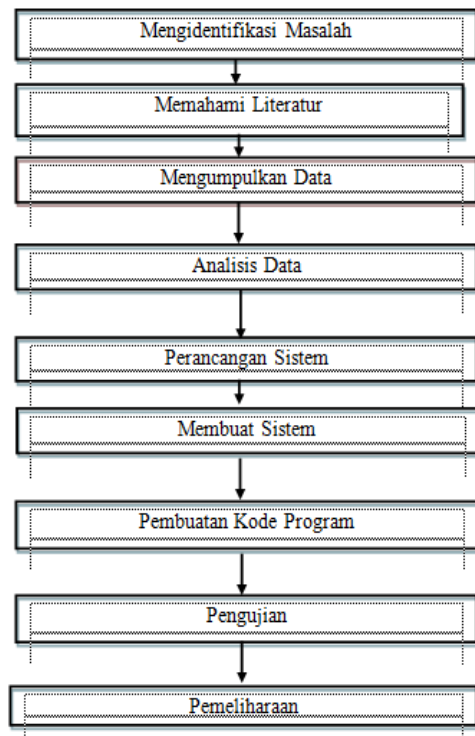 Mengidentifikasi Masalah
Memahami Literatur
Mengumpulkan Data
Analisis Data
Perancangan Sistem
Membuat Sistem
Pembuatan Kode Program
Pengujian
Pemeliharaan